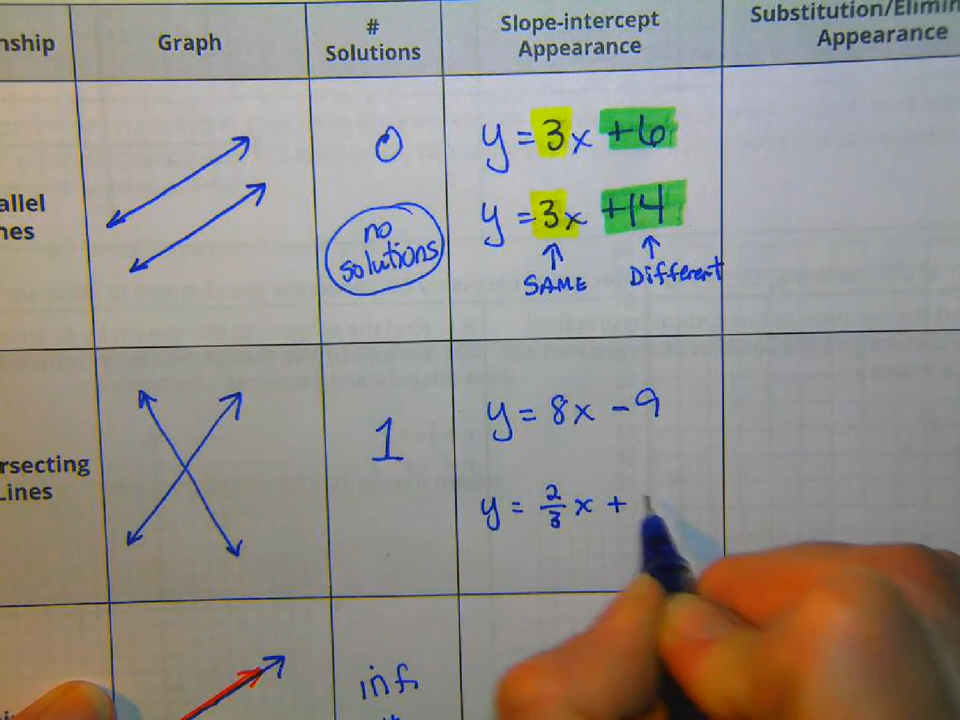 nship
Graph
#
Solutions
Slope-intercept
Appearance
Substitution/Elimin
Appearance
allel
nes
0
no
solutions
y = 3x +6
y = 3x +14
↑ ↑
SAME Different
rsecting
Lines
1
y = 8x - 9
y = 2/3 x +
inf.